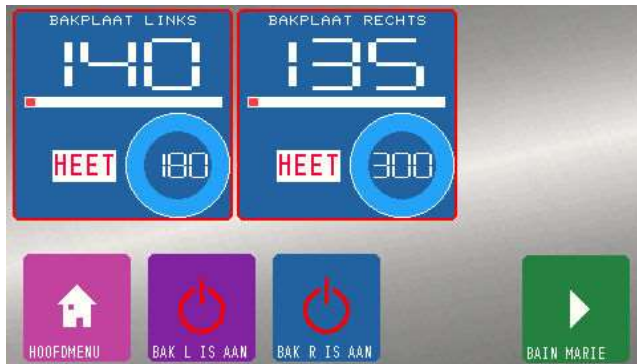 BAKPLAAT LINKS
140
HEET
180
BAKPLAAT RECHTS
135
HEET
300
HOOFDMENU
BAK L IS AAN
BAK R IS AAN
BAIN MARIE